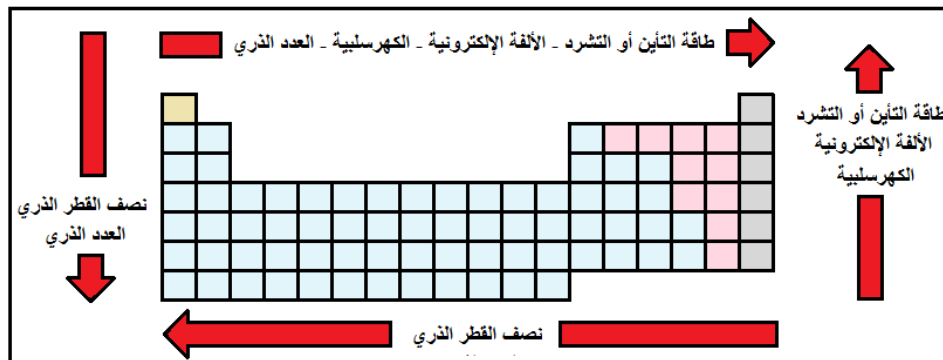 طاقة التأين أو التشرد - الألفة الإلكترونية - الكهرسلبية - العدد الذري
طاقة التأين أو التشرد
الألفة الإلكترونية
الكهرسلبية
نصف القطر الذري
العدد الذري
نصف القطر الذري